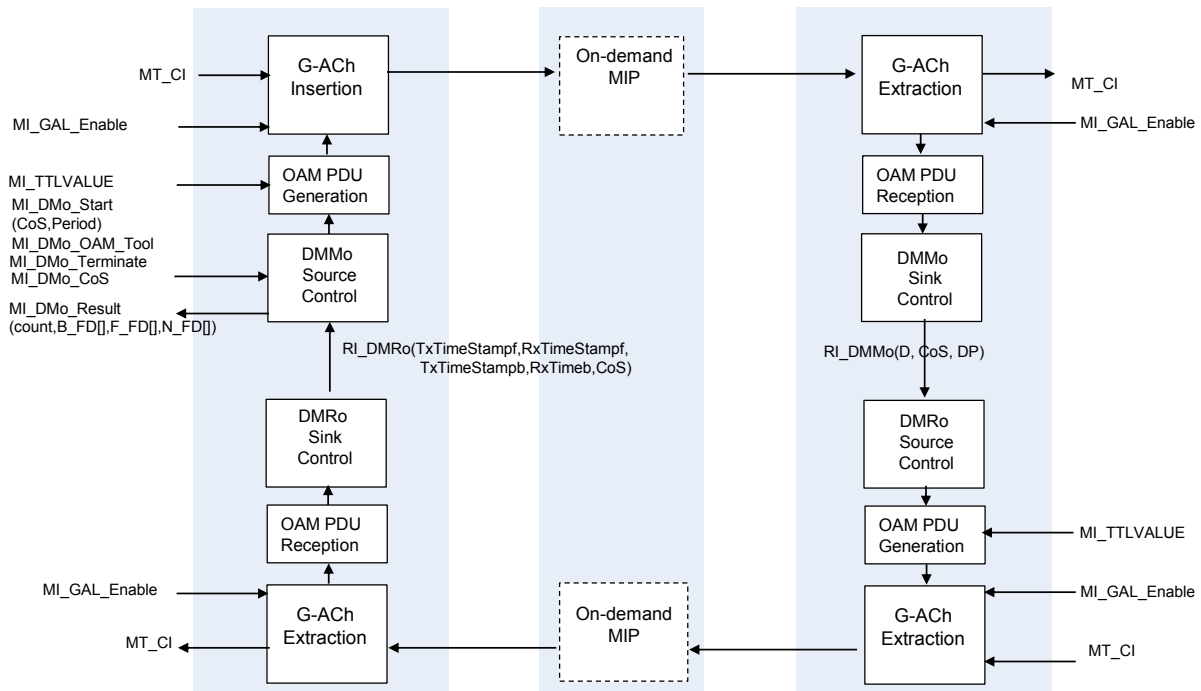 MT_CI
MI_GAL_Enable
MI_TTLVALUE
MI_DMo_Start
(CoS,Period)
MI_DMo_OAM_Tool
MI_DMo_Terminate
MI_DMo_CoS
MI_DMo_Result
(count,B_FD[],F_FD[],N_FD[])
G-ACh
Insertion
OAM PDU
Generation
DMMo
Source
Control
RI_DMRo(TxTimeStampf,RxTimeStampf,
TxTimeStampb,RxTimeb,CoS)
DMRo
Sink
Control
OAM PDU
Reception
MI_GAL_Enable
MT_CI
G-ACh
Extraction
On-demand
MIP
On-demand
MIP
G-ACh
Extraction
MT_CI
MI_GAL_Enable
OAM PDU
Reception
DMMo
Sink
Control
RI_DMMo(D, CoS, DP)
DMRo
Source
Control
OAM PDU
Generation
MI_TTLVALUE
G-ACh
Extraction
MI_GAL_Enable
MT_CI